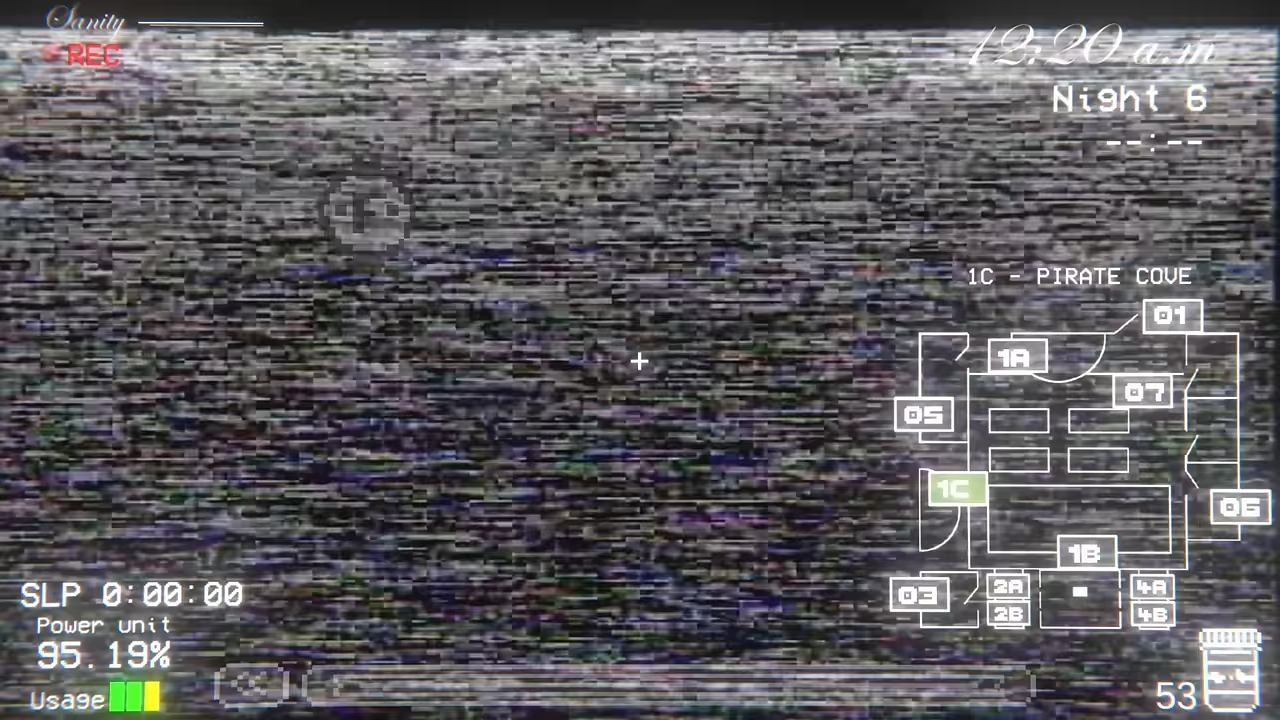 Sanity
REC
12:20 a.m
Night 6
--:--
1C - PIRATE COVE
01
1A
07
05
1C
06
1B
03
2A
4A
2B
4B
SLP 0:00:00
Power unit
95.19%
Usage
53